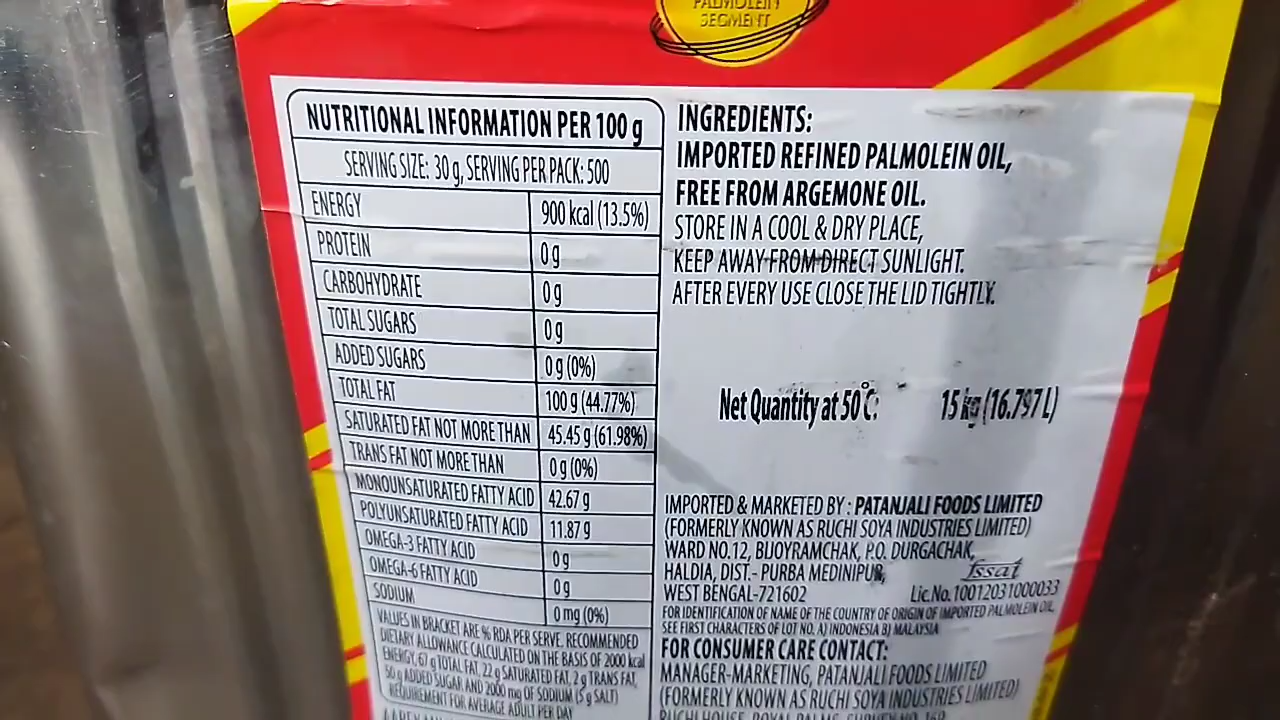 PALMOLEIN
SEGMENT
NUTRITIONAL INFORMATION PER 100 g
SERVING SIZE: 30 g, SERVING PER PACK: 500
ENERGY 900 kcal (13.5%)
PROTEIN 0 g
CARBOHYDRATE 0 g
TOTAL SUGARS 0 g
ADDED SUGARS 0 g (0%)
TOTAL FAT 100 g (44.77%)
SATURATED FAT NOT MORE THAN 45.45 g (61.98%)
TRANS FAT NOT MORE THAN 0 g (0%)
MONOUNSATURATED FATTY ACID 42.67 g
POLYUNSATURATED FATTY ACID 11.87 g
OMEGA-3 FATTY ACID 0 g
OMEGA-6 FATTY ACID 0 g
SODIUM 0 mg (0%)
VALUES IN BRACKET ARE % RDA PER SERVE. RECOMMENDED
DIETARY ALLOWANCE CALCULATED ON THE BASIS OF 2000 kcal
ENERGY, 67 g TOTAL FAT, 22 g SATURATED FAT, 2 g TRANS FAT,
50 g ADDED SUGAR AND 2000 mg OF SODIUM (5 g SALT)
REQUIREMENT FOR AVERAGE ADULT PER DAY
INGREDIENTS:
IMPORTED REFINED PALMOLEIN OIL,
FREE FROM ARGEMONE OIL.
STORE IN A COOL & DRY PLACE,
KEEP AWAY FROM DIRECT SUNLIGHT.
AFTER EVERY USE CLOSE THE LID TIGHTLY.
Net Quantity at 50°C: 15 kg (16.797 L)
IMPORTED & MARKETED BY : PATANJALI FOODS LIMITED
(FORMERLY KNOWN AS RUCHI SOYA INDUSTRIES LIMITED)
WARD NO.12, BIJOYRAMCHAK, P.O. DURGACHAK,
HALDIA, DIST.- PURBA MEDINIPUR,
WEST BENGAL-721602
fssai
Lic.No.10012031000033
FOR IDENTIFICATION OF NAME OF THE COUNTRY OF ORIGIN OF IMPORTED PALMOLEIN OIL,
SEE FIRST CHARACTERS OF LOT NO. A) INDONESIA B) MALAYSIA
FOR CONSUMER CARE CONTACT:
MANAGER-MARKETING, PATANJALI FOODS LIMITED
(FORMERLY KNOWN AS RUCHI SOYA INDUSTRIES LIMITED)